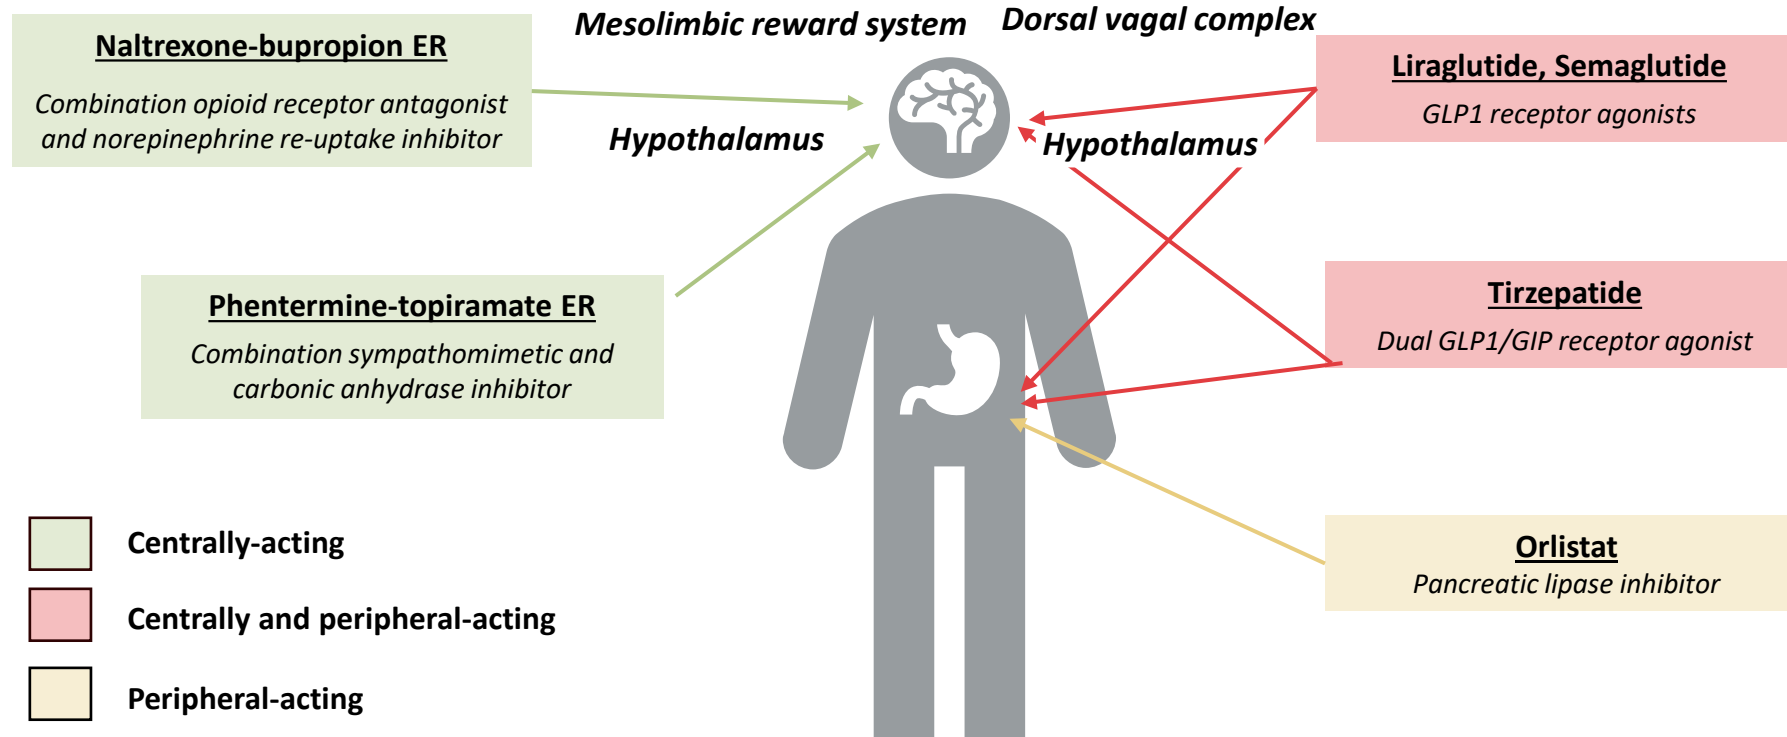 Mesolimbic reward system
Dorsal vagal complex
Naltrexone-bupropion ER
Combination opioid receptor antagonist
and norepinephrine re-uptake inhibitor
Liraglutide, Semaglutide
GLP1 receptor agonists
Hypothalamus
Hypothalamus
Phentermine-topiramate ER
Combination sympathomimetic and
carbonic anhydrase inhibitor
Tirzepatide
Dual GLP1/GIP receptor agonist
Orlistat
Pancreatic lipase inhibitor
Centrally-acting
Centrally and peripheral-acting
Peripheral-acting